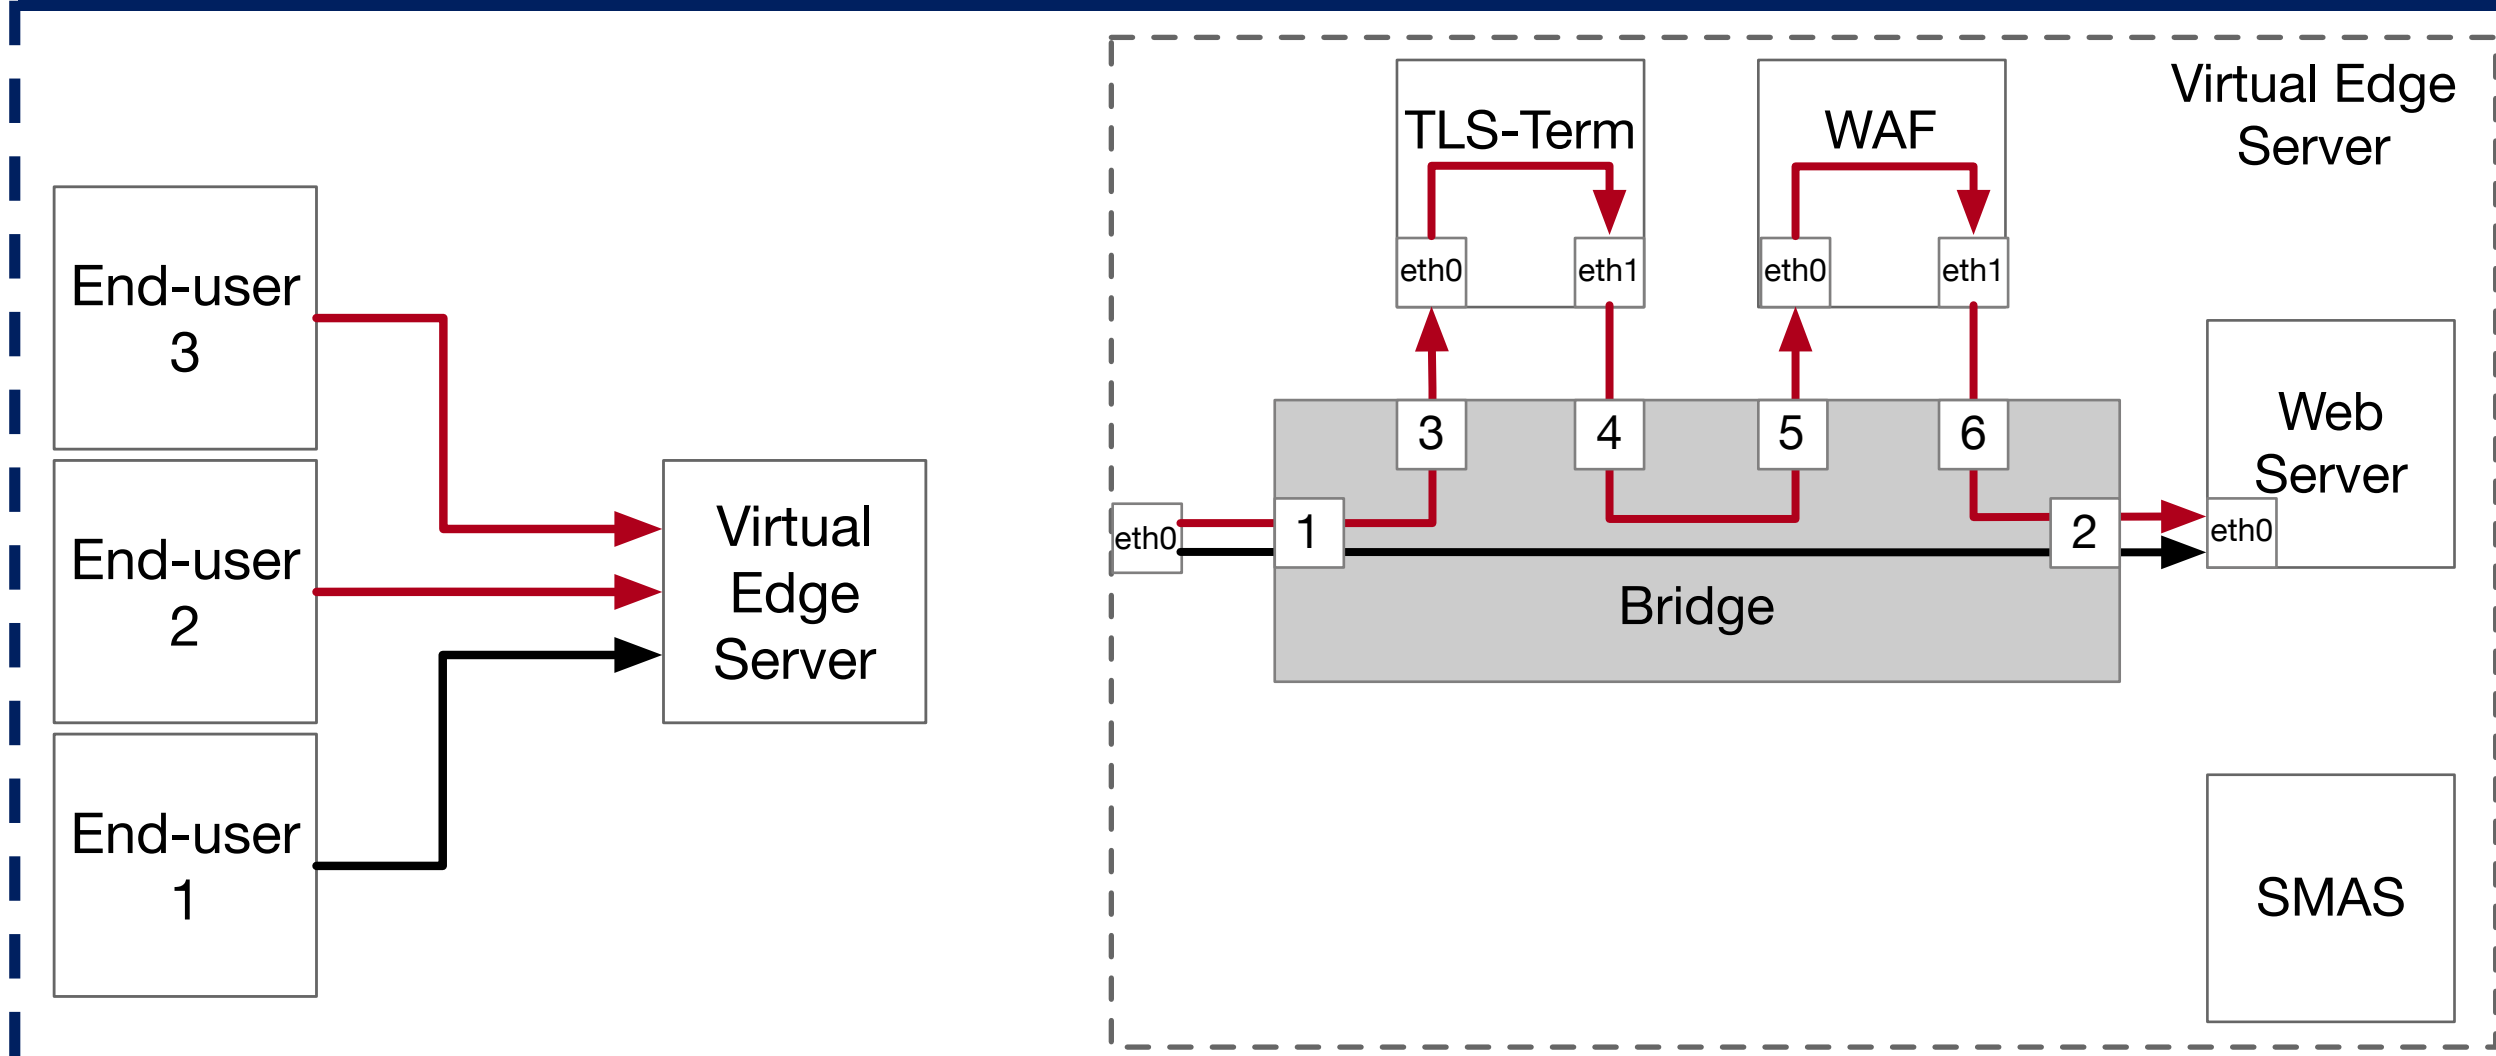 End-user
3
End-user
2
End-user
1
Virtual
Edge
Server
Virtual Edge
Server
TLS-Term
WAF
eth0
eth1
eth0
eth1
3
4
5
6
eth0
1
2
Bridge
Web
Server
eth0
SMAS